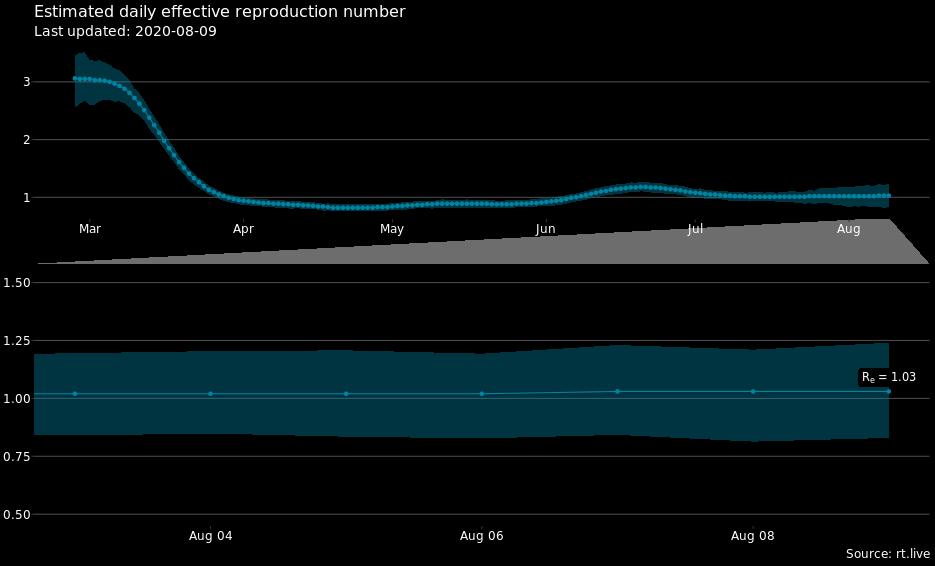 Estimated daily effective reproduction number
Last updated: 2020-08-09
3
2
1
Mar Apr May Jun Jul Aug
1.50
1.25
Rₑ = 1.03
1.00
0.75
0.50
Aug 04 Aug 06 Aug 08
Source: rt.live